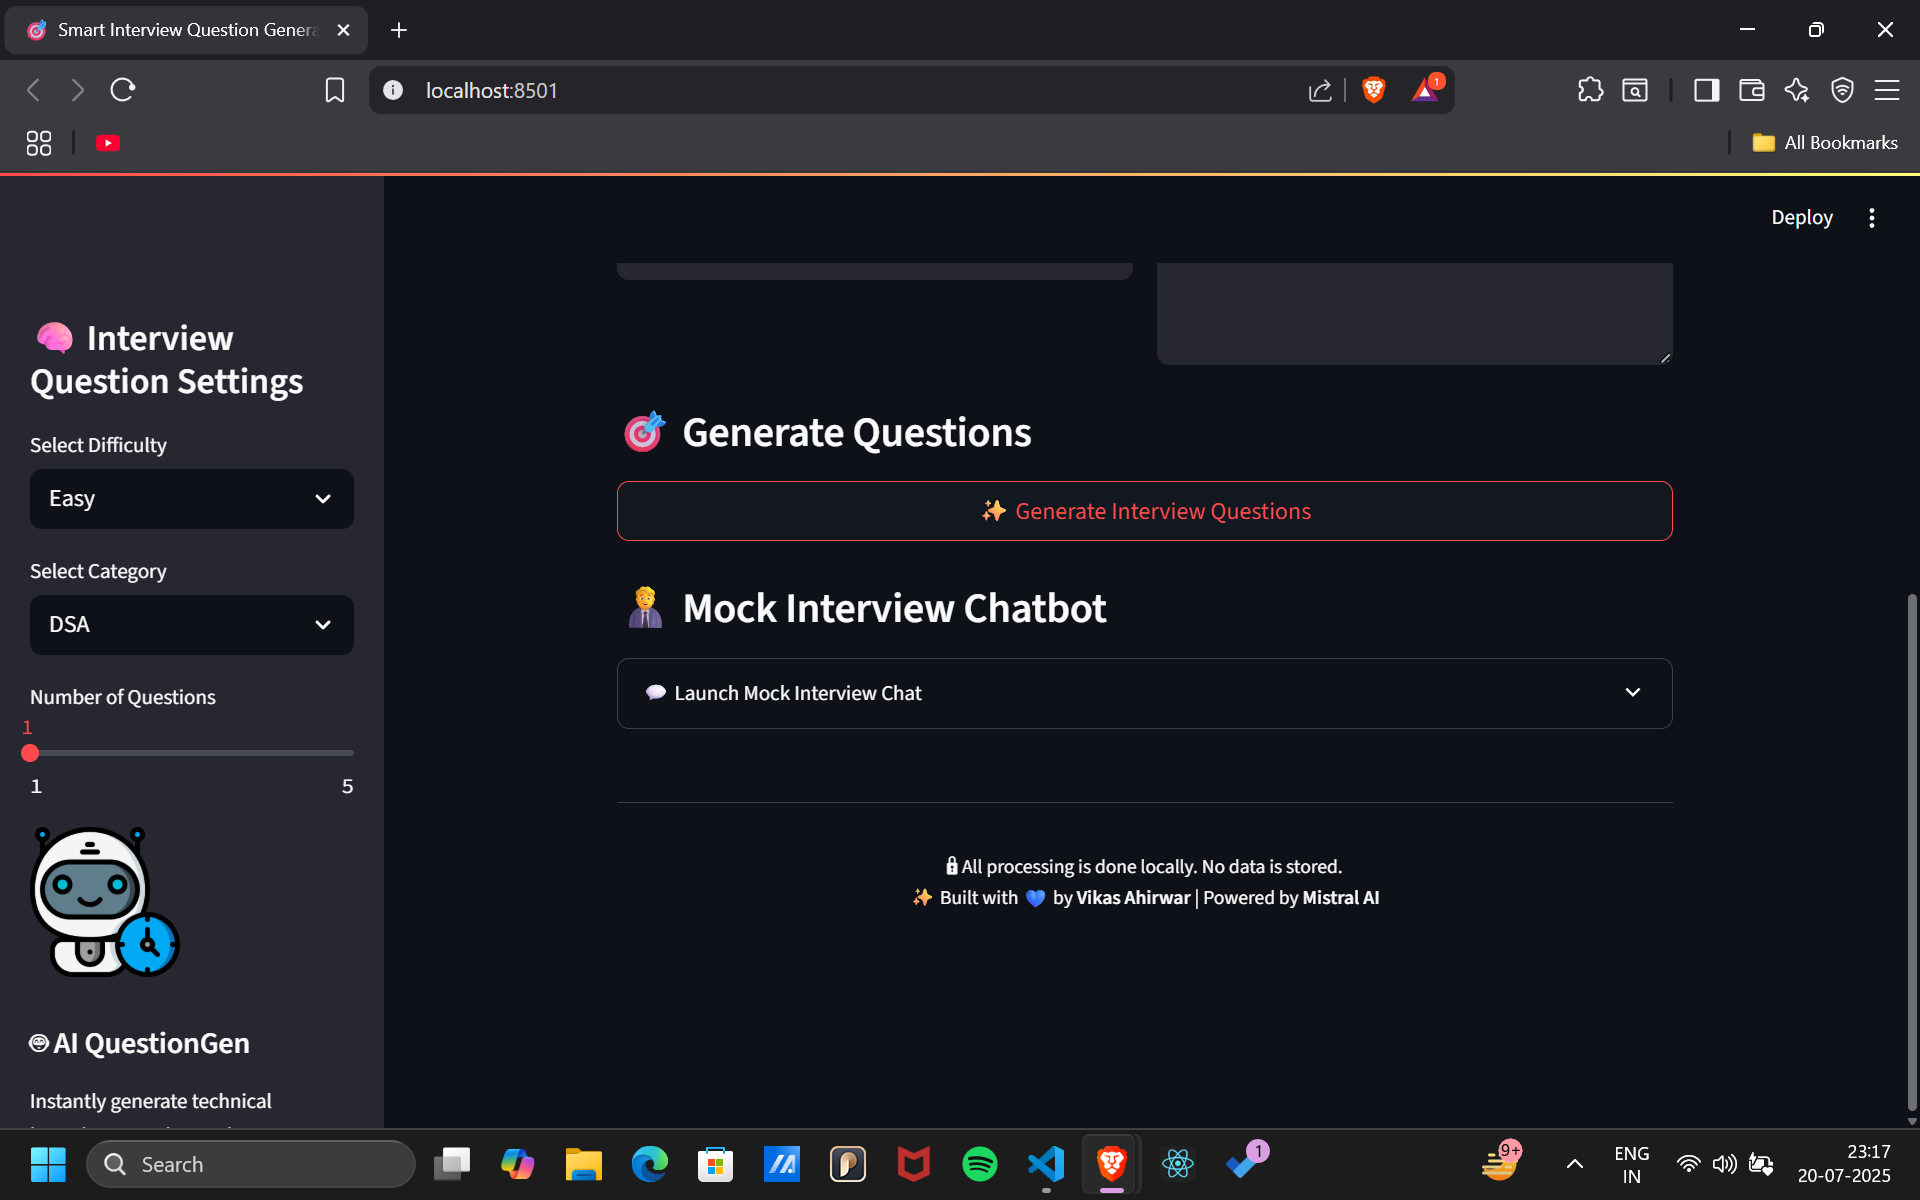 Smart Interview Question Genera
localhost:8501
1
All Bookmarks
Deploy
Interview
Question Settings
Select Difficulty
Easy
Select Category
DSA
Number of Questions
1
1
5
AI QuestionGen
Instantly generate technical
Generate Questions
✨ Generate Interview Questions
Mock Interview Chatbot
Launch Mock Interview Chat
All processing is done locally. No data is stored.
✨ Built with 💙 by Vikas Ahirwar | Powered by Mistral AI
Search
1
9+
ENG
IN
23:17
20-07-2025